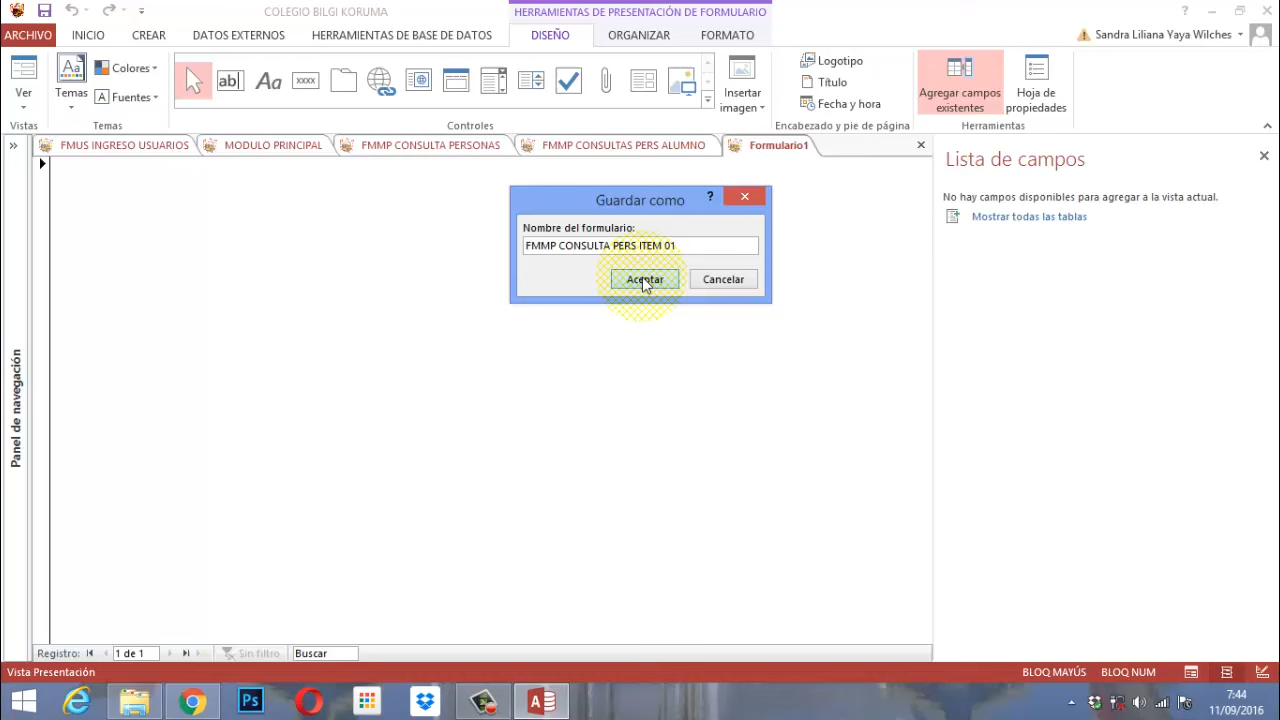 COLEGIO BILGI KORUMA
HERRAMIENTAS DE PRESENTACIÓN DE FORMULARIO
?
ARCHIVO INICIO CREAR DATOS EXTERNOS HERRAMIENTAS DE BASE DE DATOS DISEÑO ORGANIZAR FORMATO
Sandra Liliana Yaya Wilches
Ver
Vistas
Temas
Colores
Fuentes
Temas
ab|
Aa
xxxx
Controles
Insertar
imagen
Logotipo
Título
Fecha y hora
Encabezado y pie de página
Agregar campos
existentes
Hoja de
propiedades
Herramientas
FMUS INGRESO USUARIOS
MODULO PRINCIPAL
FMMP CONSULTA PERSONAS
FMMP CONSULTAS PERS ALUMNO
Formulario1
Panel de navegación
Guardar como
?
Nombre del formulario:
FMMP CONSULTA PERS ITEM 01
Aceptar
Cancelar
Lista de campos
No hay campos disponibles para agregar a la vista actual.
Mostrar todas las tablas
Registro: 1 de 1 Sin filtro Buscar
Vista Presentación
BLOQ MAYÚS BLOQ NUM
7:44
11/09/2016